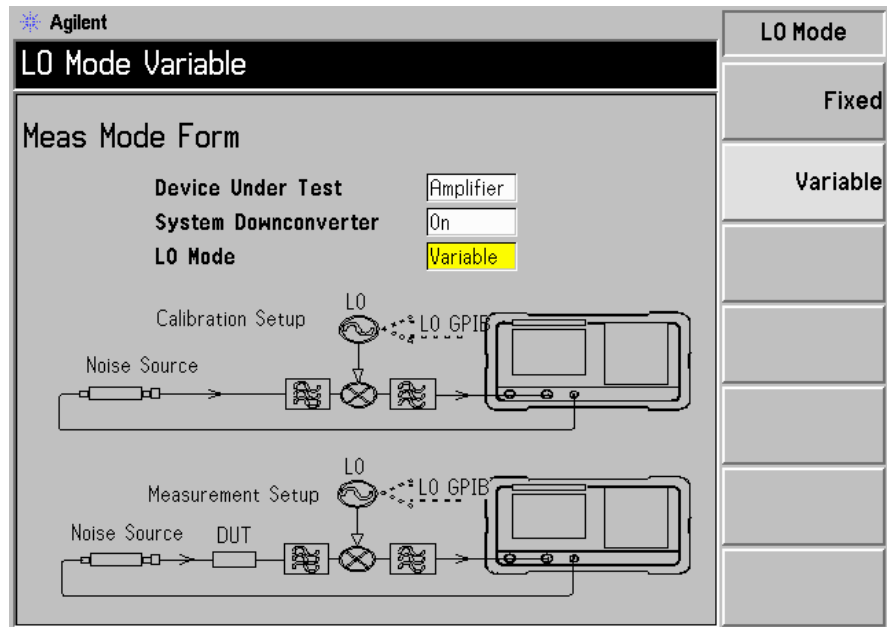 Agilent
LO Mode
LO Mode Variable
Fixed
Meas Mode Form
Variable
Device Under Test Amplifier
System Downconverter On
LO Mode Variable
LO
Calibration Setup LO GPIB
Noise Source
LO
Measurement Setup LO GPIB
Noise Source DUT